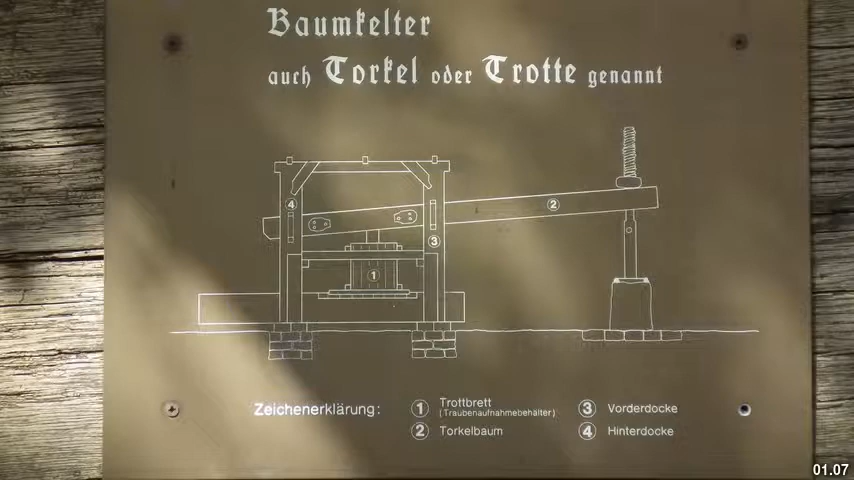 Baumkelter
auch Torkel oder Trotte genannt
4
2
3
1
Zeichenerklärung:
1 Trottbrett
(Traubenaufnahmebehälter)
2 Torkelbaum
3 Vorderdocke
4 Hinterdocke
01.07